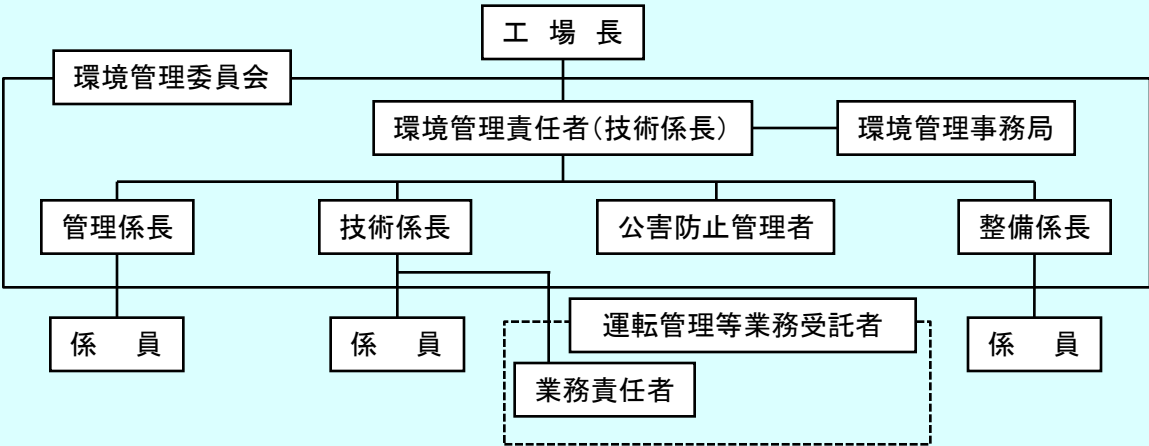 工 場 長
環境管理委員会
環境管理責任者(技術係長)
環境管理事務局
管理係長
技術係長
公害防止管理者
整備係長
係 員
係 員
運転管理等業務受託者
係 員
業務責任者